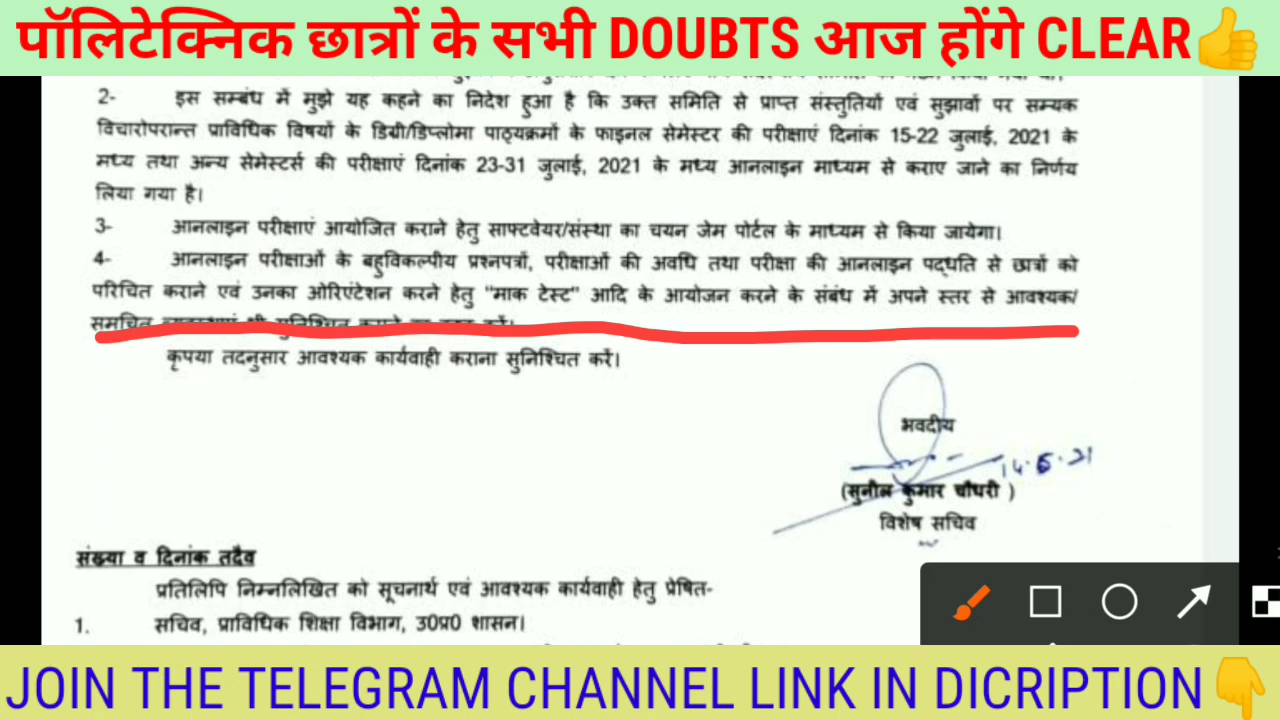 पॉलिटेक्निक छात्रों के सभी DOUBTS आज होंगे CLEAR👍
2- इस सम्बंध में मुझे यह कहने का निदेश हुआ है कि उक्त समिति से प्राप्त संस्तुतियों एवं सुझावों पर सम्यक
विचारोपरान्त प्राविधिक विषयों के डिग्री/डिप्लोमा पाठ्यक्रमों के फाइनल सेमेस्टर की परीक्षाएं दिनांक 15-22 जुलाई, 2021 के
मध्य तथा अन्य सेमेस्टर्स की परीक्षाएं दिनांक 23-31 जुलाई, 2021 के मध्य आनलाइन माध्यम से कराए जाने का निर्णय
लिया गया है।
3- आनलाइन परीक्षाएं आयोजित कराने हेतु साफ्टवेयर/संस्था का चयन जेम पोर्टल के माध्यम से किया जायेगा।
4- आनलाइन परीक्षाओं के बहुविकल्पीय प्रश्नपत्रों, परीक्षाओं की अवधि तथा परीक्षा की आनलाइन पद्धति से छात्रों को
परिचित कराने एवं उनका ओरिएंटेशन करने हेतु "माक टेस्ट" आदि के आयोजन करने के संबंध में अपने स्तर से आवश्यक/
समुचित
कृपया तदनुसार आवश्यक कार्यवाही कराना सुनिश्चित करें।
भवदीय
(सुनील कुमार चौधरी )
विशेष सचिव
संख्या व दिनांक तदैव
प्रतिलिपि निम्नलिखित को सूचनार्थ एवं आवश्यक कार्यवाही हेतु प्रेषित-
1. सचिव, प्राविधिक शिक्षा विभाग, उ0प्र0 शासन।
JOIN THE TELEGRAM CHANNEL LINK IN DICRIPTION👇